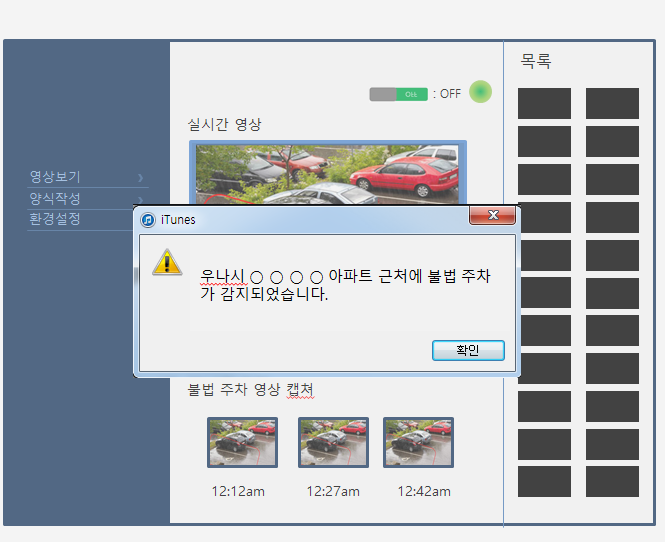 목록
: OFF
실시간 영상
영상보기
양식작성
환경설정
iTunes
우나시 ○ ○ ○ ○ 아파트 근처에 불법 주차
가 감지되었습니다.
확인
불법 주차 영상 캡쳐
12:12am 12:27am 12:42am